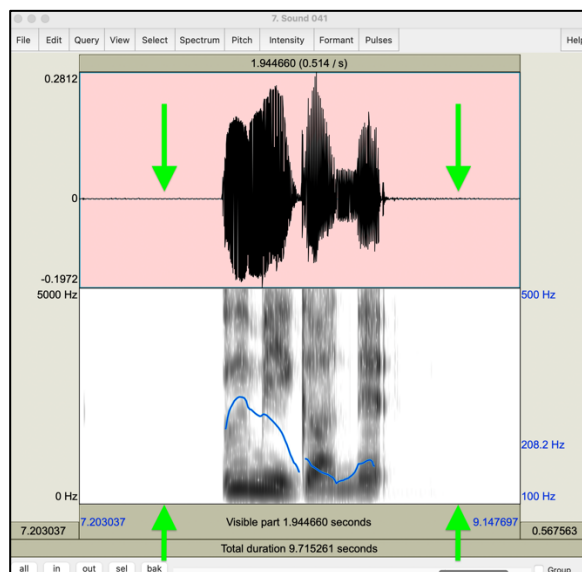 7. Sound 041
File Edit Query View Select Spectrum Pitch Intensity Formant Pulses Help
1.944660 (0.514 / s)
0.2812
0
-0.1972
5000 Hz 500 Hz
208.2 Hz
0 Hz 100 Hz
7.203037 7.203037 Visible part 1.944660 seconds 9.147697 0.567563
Total duration 9.715261 seconds
all in out sel bak Group